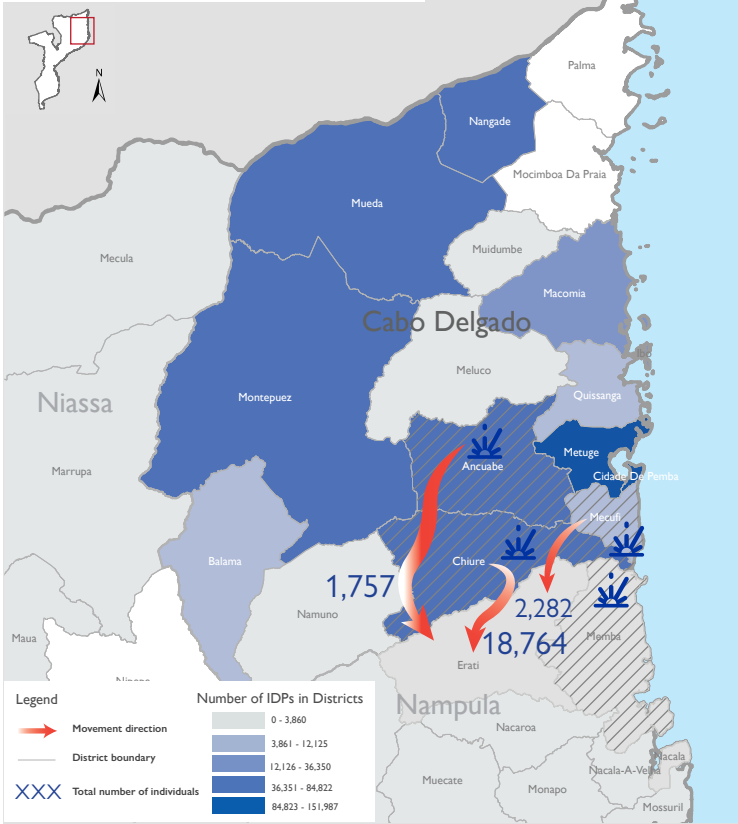 N
Palma
Nangade
Mocimboa Da Praia
Mueda
Muidumbe
Mecula
Macomia
Cabo Delgado
Ibo
Meluco
Niassa
Montepuez
Quissanga
Metuge
Marrupa
Ancuabe
Cidade De Pemba
Mecufi
Balama
Chiure
1,757
2,282
Namuno
Maua
18,764
Memba
Erati
Nampula
Nacaroa
Nacala
Nacala-A-Velha
Muecate
Monapo
Mossuril
Legend
Movement direction
District boundary
XXX Total number of individuals
Number of IDPs in Districts
0 - 3,860
3,861 - 12,125
12,126 - 36,350
36,351 - 84,822
84,823 - 151,987